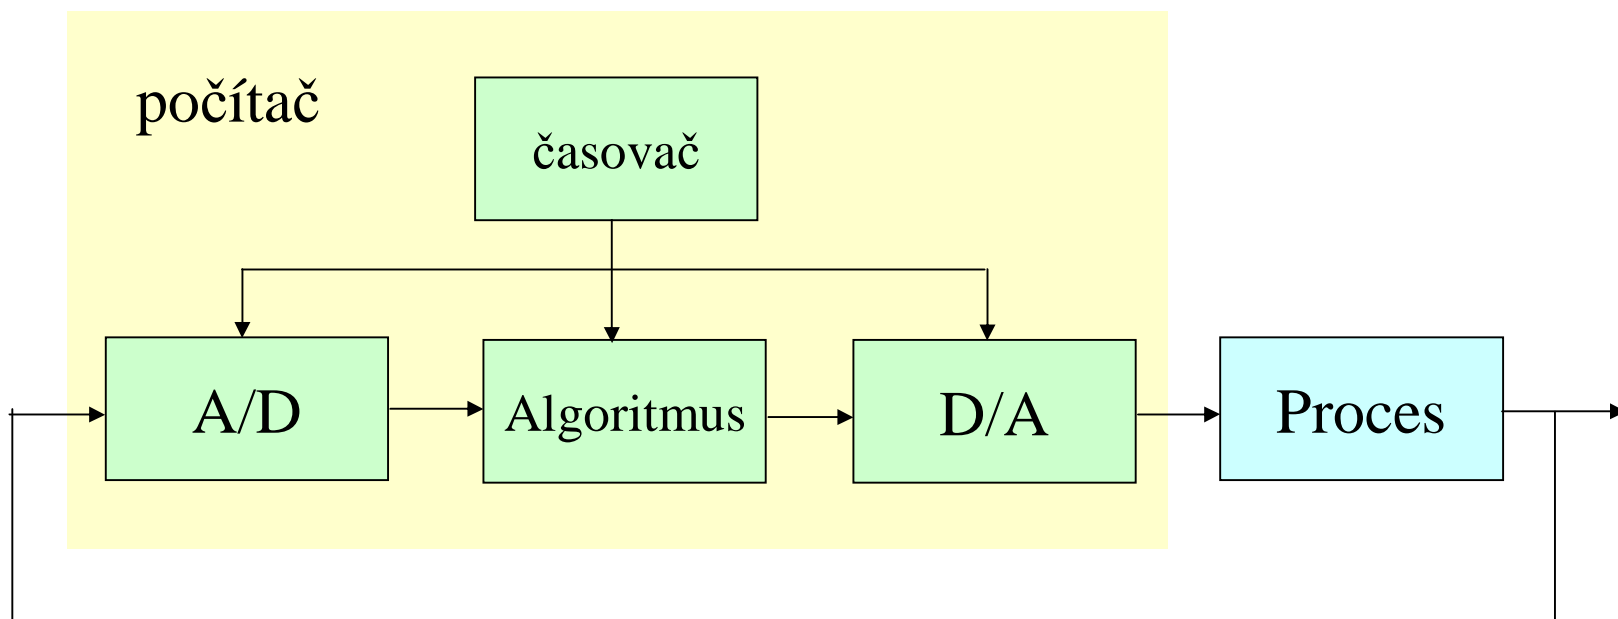 počítač
časovač
A/D
Algoritmus
D/A
Proces